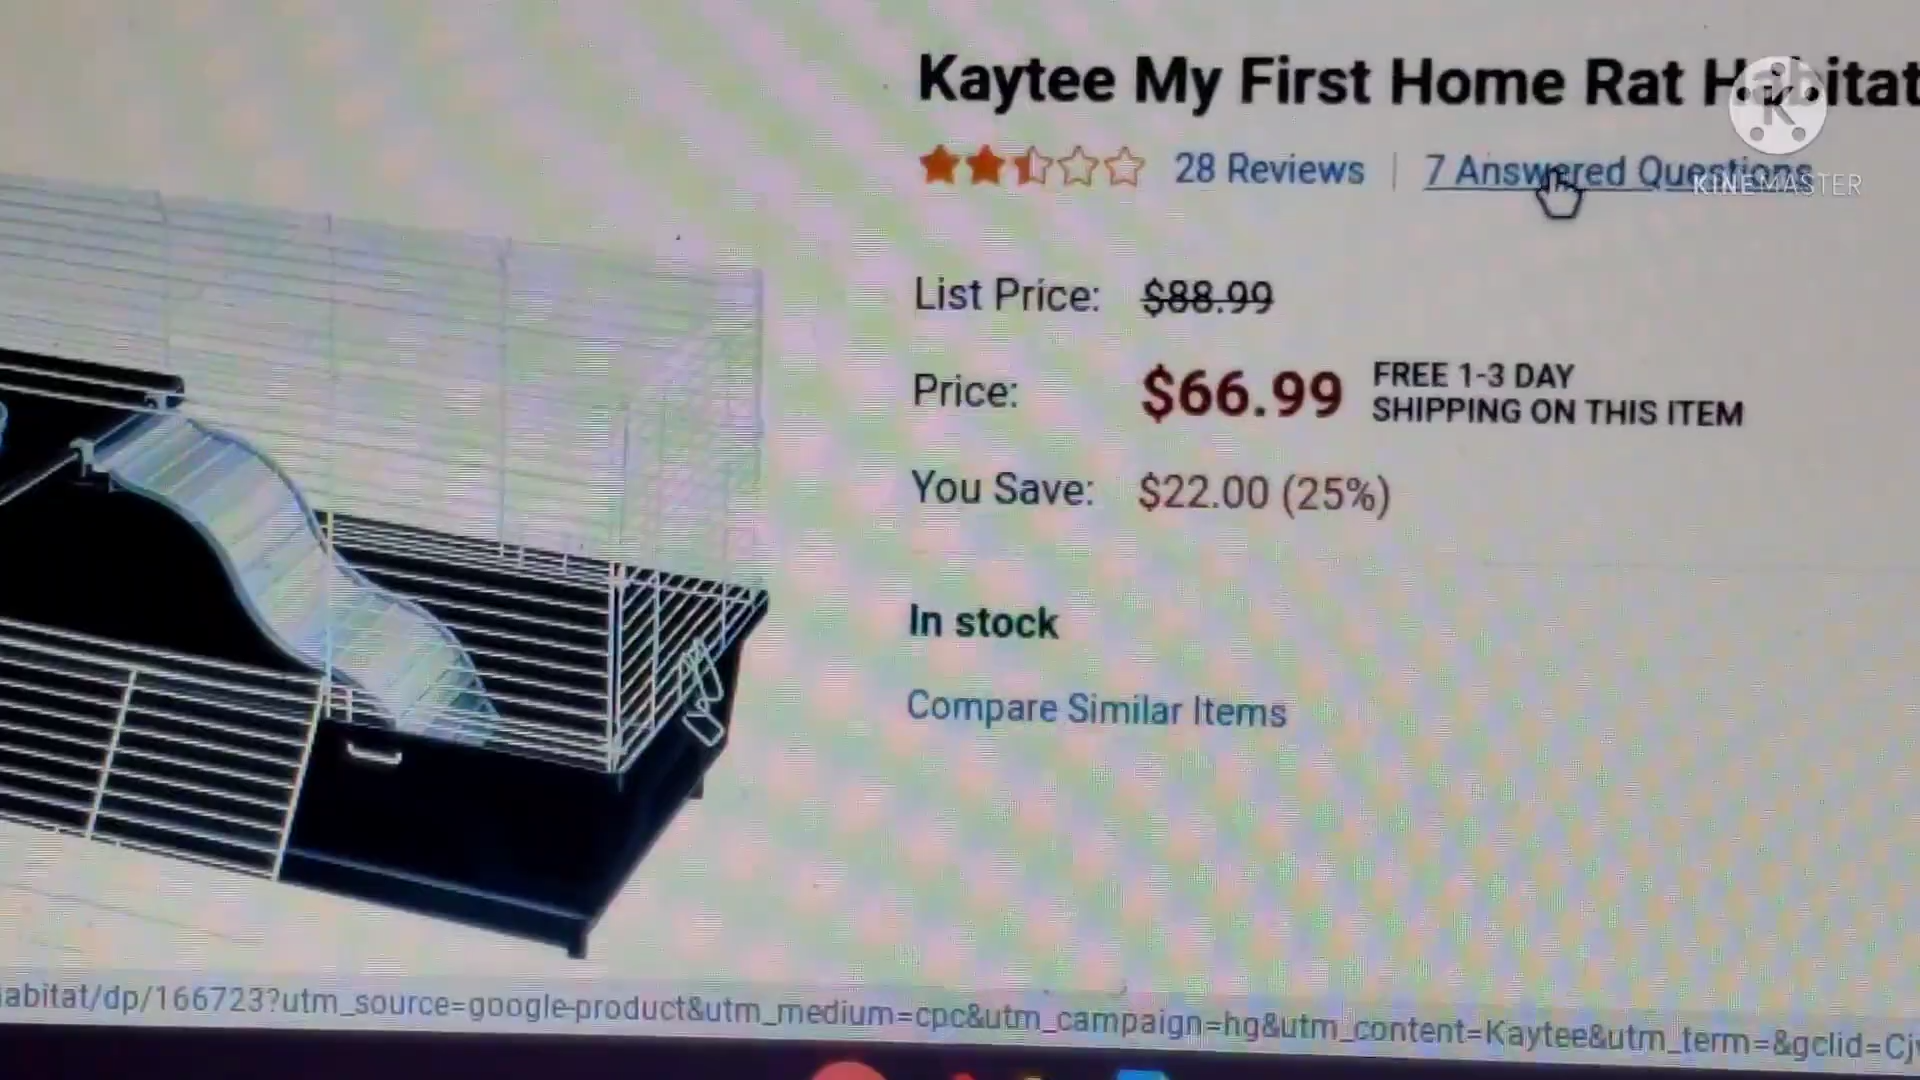 Kaytee My First Home Rat Habitat
28 Reviews | 7 Answered Questions
KINEMASTER
List Price: $88.99
Price: $66.99 FREE 1-3 DAY
SHIPPING ON THIS ITEM
You Save: $22.00 (25%)
In stock
Compare Similar Items
abitat/dp/166723?utm_source=google-product&utm_medium=cpc&utm_campaign=hg&utm_content=Kaytee&utm_term=&gclid=Cj